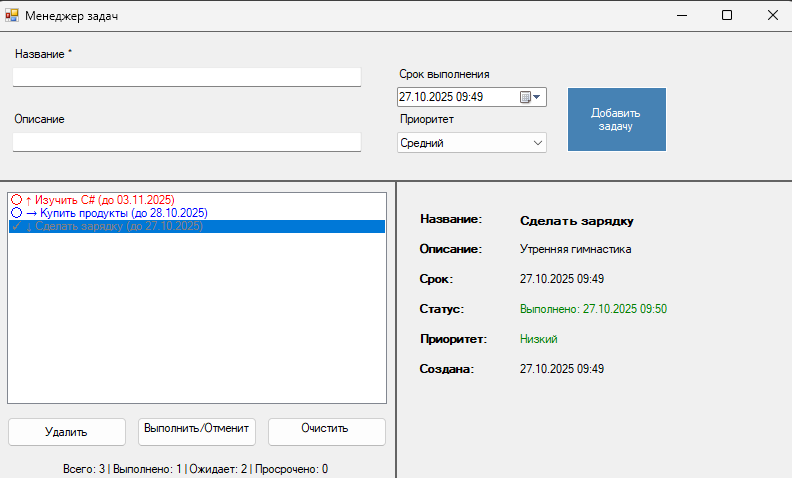 Менеджер задач
Название *
Описание
Срок выполнения
27.10.2025 09:49
Приоритет
Средний
Добавить
задачу
↑ Изучить C# (до 03.11.2025)
→ Купить продукты (до 28.10.2025)
✓ ↓ Сделать зарядку (до 27.10.2025)
Удалить
Выполнить/Отменит
Очистить
Всего: 3 | Выполнено: 1 | Ожидает: 2 | Просрочено: 0
Название: Сделать зарядку
Описание: Утренняя гимнастика
Срок: 27.10.2025 09:49
Статус: Выполнено: 27.10.2025 09:50
Приоритет: Низкий
Создана: 27.10.2025 09:49